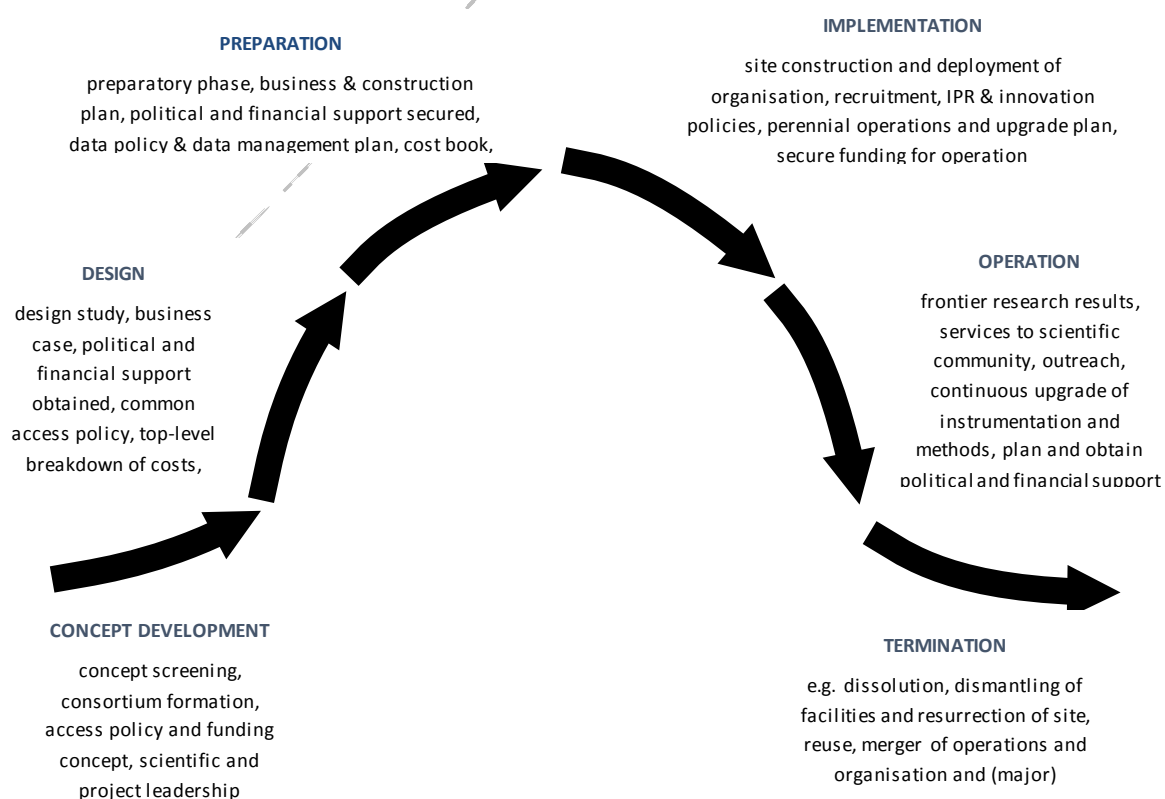 PREPARATION
preparatory phase, business & construction
plan, political and financial support secured,
data policy & data management plan, cost book,
IMPLEMENTATION
site construction and deployment of
organisation, recruitment, IPR & innovation
policies, perennial operations and upgrade plan,
secure funding for operation
DESIGN
design study, business
case, political and
financial support
obtained, common
access policy, top-level
breakdown of costs,
OPERATION
frontier research results,
services to scientific
community, outreach,
continuous upgrade of
instrumentation and
methods, plan and obtain
political and financial support
CONCEPT DEVELOPMENT
concept screening,
consortium formation,
access policy and funding
concept, scientific and
project leadership
TERMINATION
e.g. dissolution, dismantling of
facilities and resurrection of site,
reuse, merger of operations and
organisation and (major)